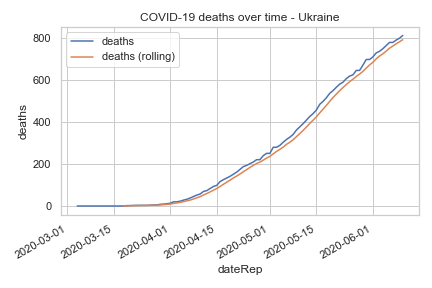 COVID-19 deaths over time - Ukraine
deaths
deaths (rolling)
800
600
400
200
0
deaths
2020-03-01
2020-03-15
2020-04-01
2020-04-15
2020-05-01
2020-05-15
2020-06-01
dateRep